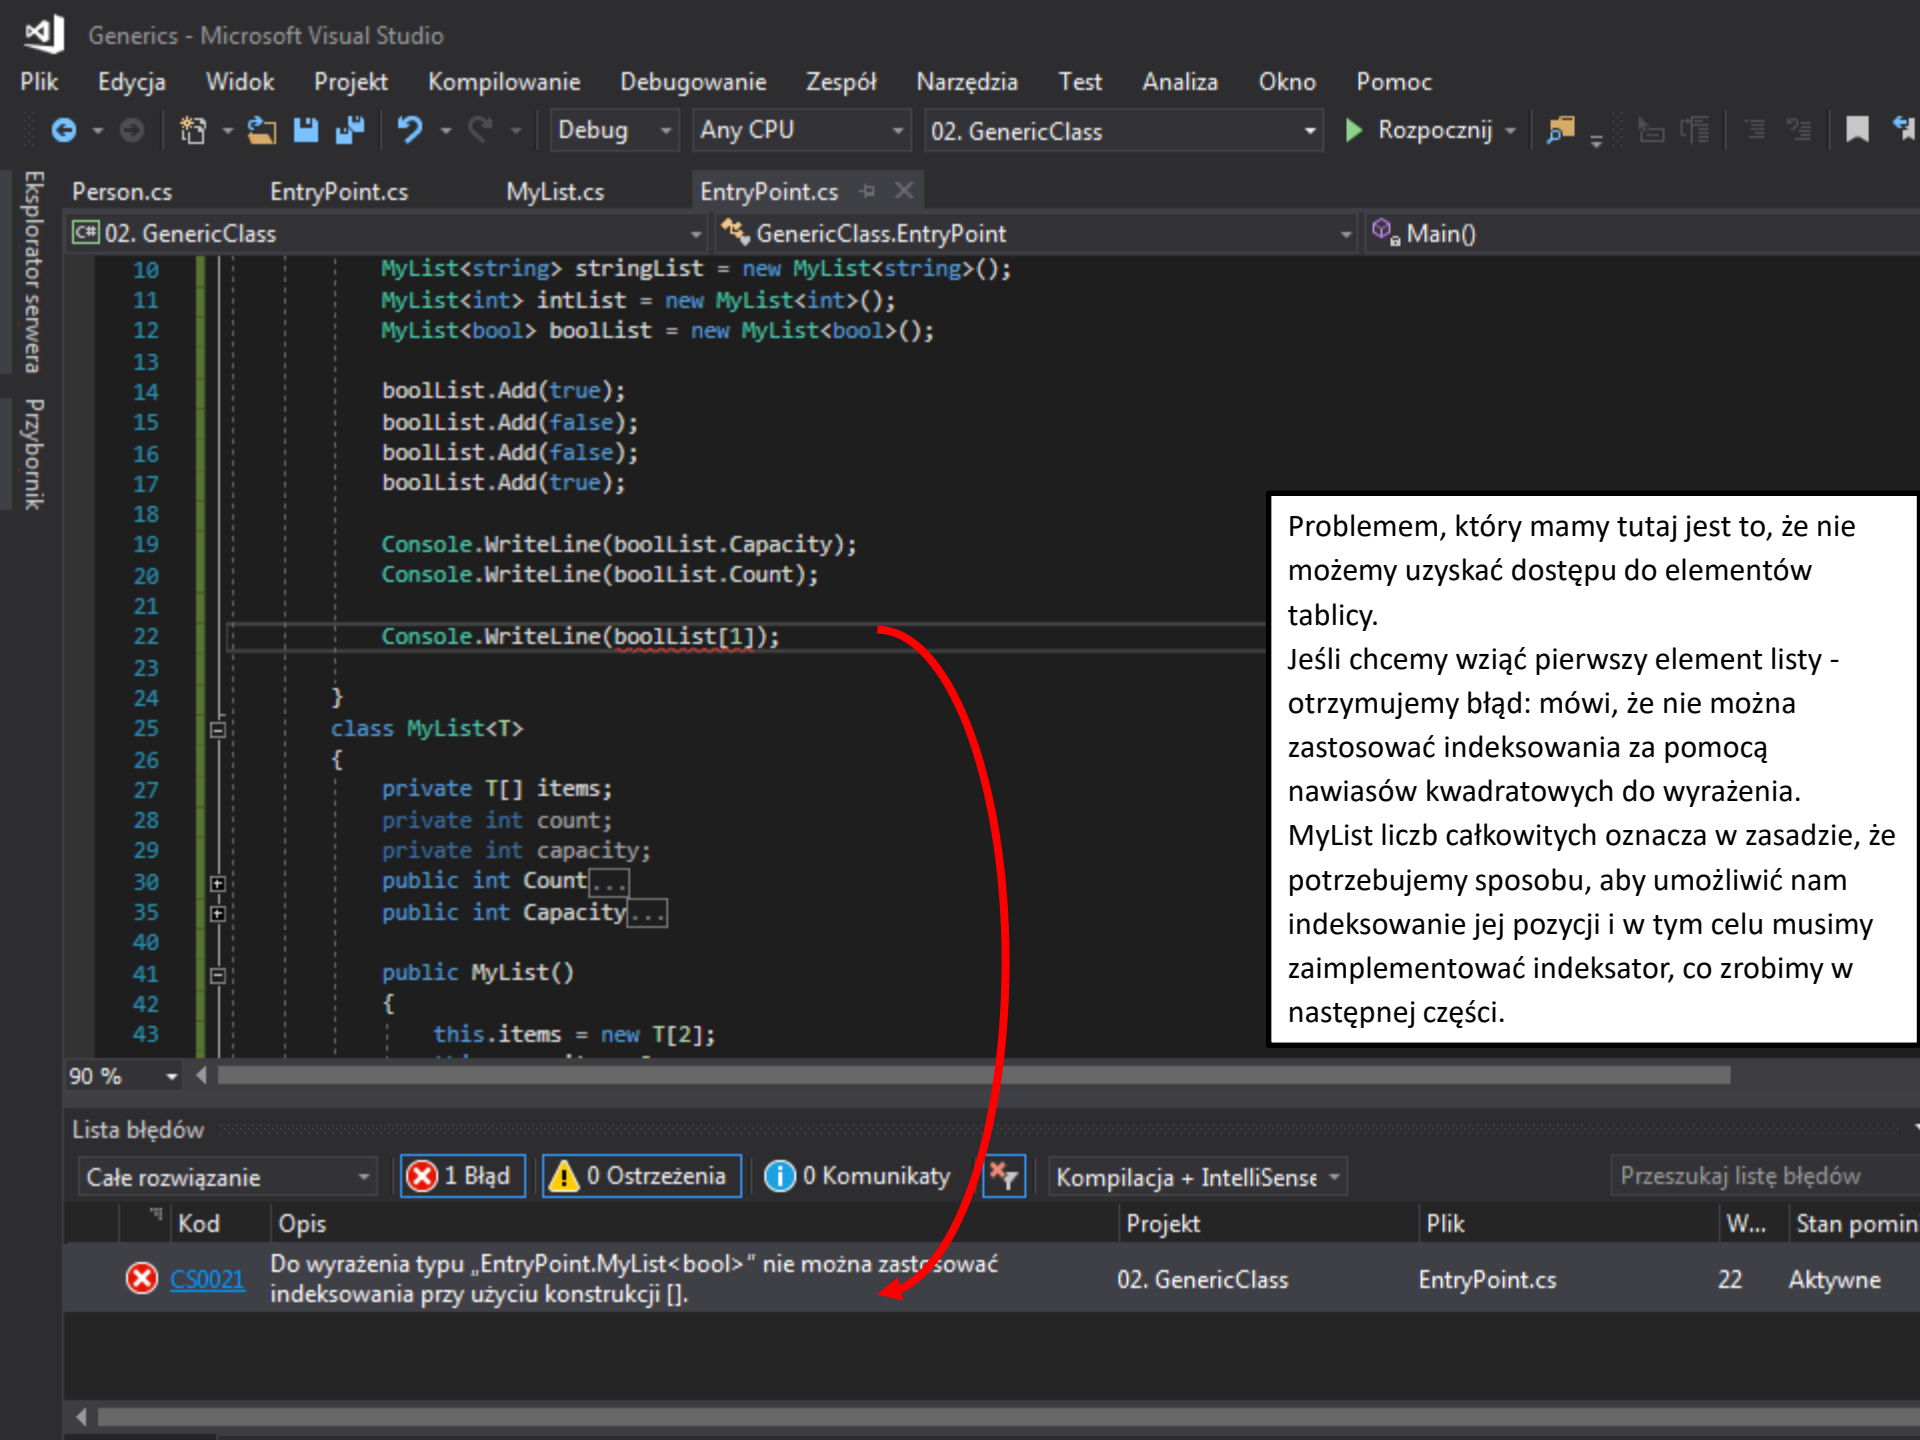 Generics - Microsoft Visual Studio
Plik Edycja Widok Projekt Kompilowanie Debugowanie Zespół Narzędzia Test Analiza Okno Pomoc
Debug Any CPU 02. GenericClass Rozpocznij
Eksplorator serwera
Przybornik
Person.cs EntryPoint.cs MyList.cs EntryPoint.cs
C# 02. GenericClass GenericClass.EntryPoint Main()
10 MyList<string> stringList = new MyList<string>();
11 MyList<int> intList = new MyList<int>();
12 MyList<bool> boolList = new MyList<bool>();
13
14 boolList.Add(true);
15 boolList.Add(false);
16 boolList.Add(false);
17 boolList.Add(true);
18
19 Console.WriteLine(boolList.Capacity);
20 Console.WriteLine(boolList.Count);
21
22 Console.WriteLine(boolList[1]);
23
24 }
25 class MyList<T>
26 {
27 private T[] items;
28 private int count;
29 private int capacity;
30 public int Count...
35 public int Capacity...
40
41 public MyList()
42 {
43 this.items = new T[2];
Problemem, który mamy tutaj jest to, że nie
możemy uzyskać dostępu do elementów
tablicy.
Jeśli chcemy wziąć pierwszy element listy -
otrzymujemy błąd: mówi, że nie można
zastosować indeksowania za pomocą
nawiasów kwadratowych do wyrażenia.
MyList liczb całkowitych oznacza w zasadzie, że
potrzebujemy sposobu, aby umożliwić nam
indeksowanie jej pozycji i w tym celu musimy
zaimplementować indeksator, co zrobimy w
następnej części.
90 %
Lista błędów
Całe rozwiązanie 1 Błąd 0 Ostrzeżenia 0 Komunikaty Kompilacja + IntelliSense Przeszukaj listę błędów
Kod Opis Projekt Plik W... Stan pomin
CS0021 Do wyrażenia typu „EntryPoint.MyList<bool>” nie można zastosować
indeksowania przy użyciu konstrukcji []. 02. GenericClass EntryPoint.cs 22 Aktywne